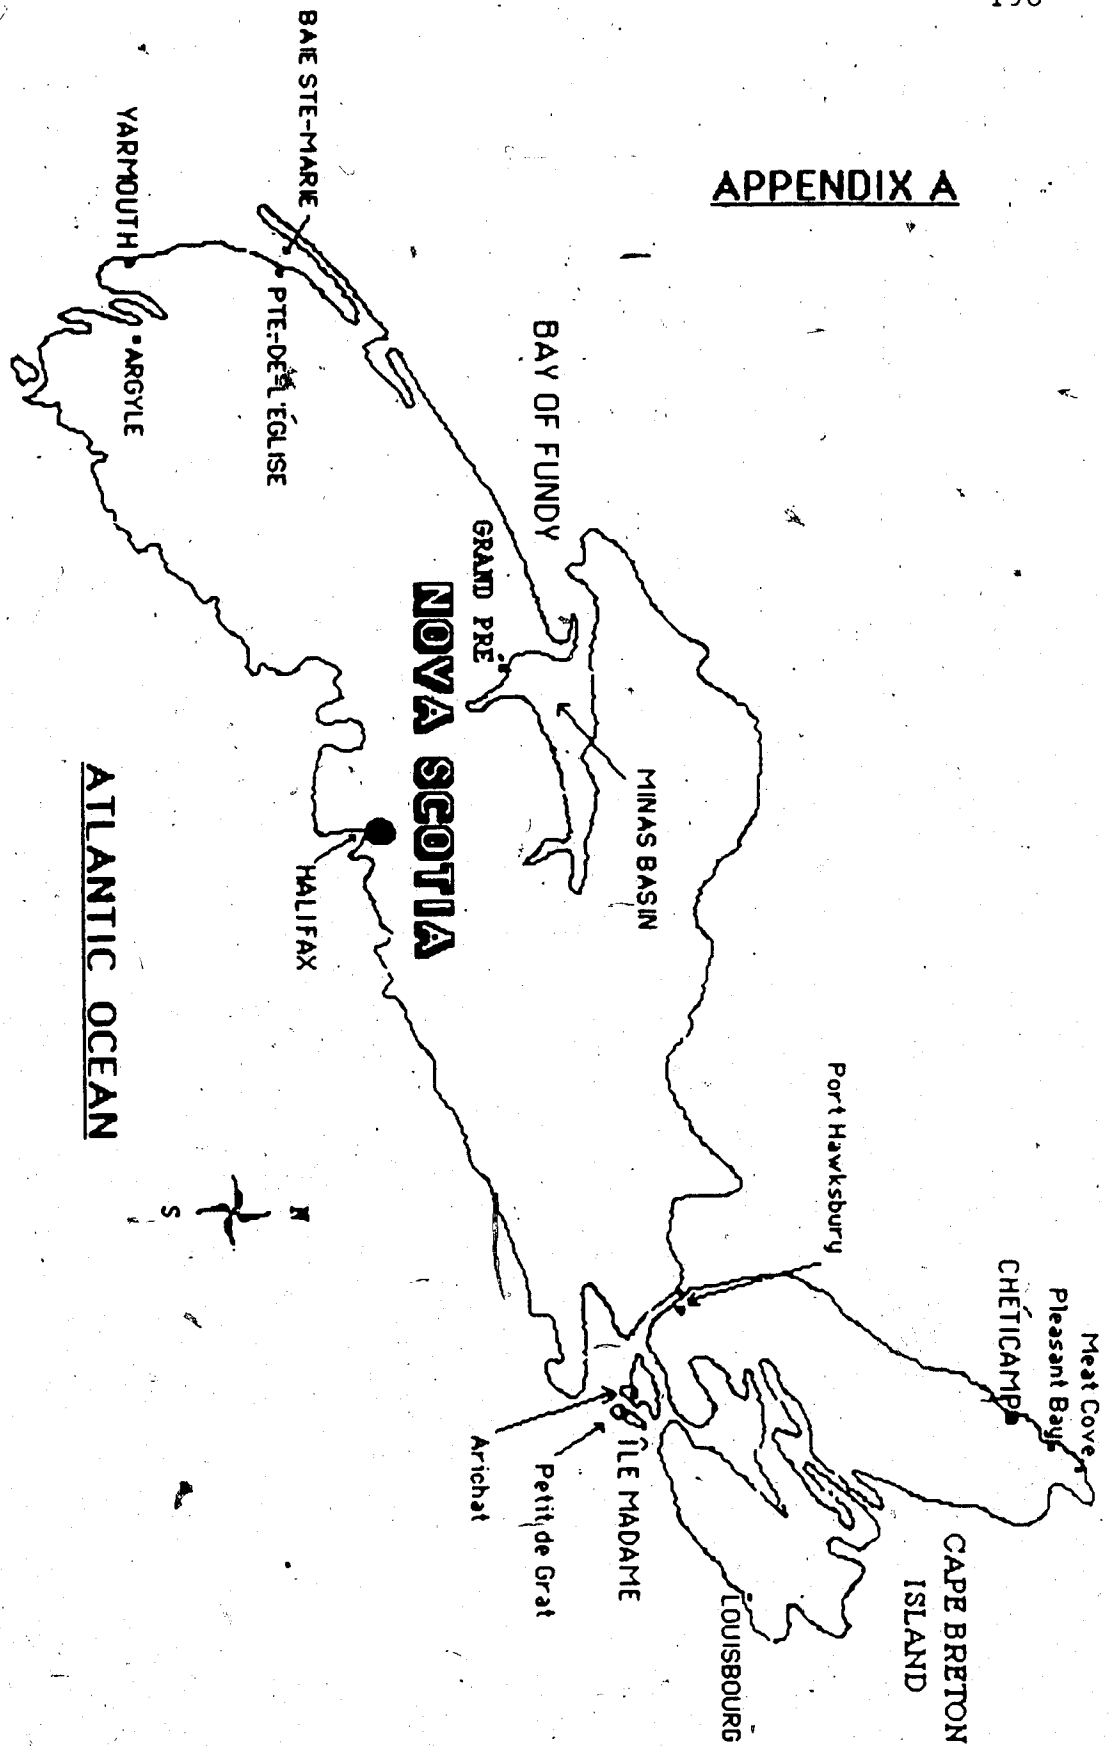 APPENDIX A
BAIE STE-MARIE
YARMOUTH
PTE-DE-L'ÉGLISE
ARGYLE
BAY OF FUNDY
GRAND PRE
NOVA SCOTIA
MINAS BASIN
HALIFAX
ATLANTIC OCEAN
N
S
Port Hawksbury
Meat Cove
Pleasant Bay
CHÉTICAMP
CAPE BRETON
ISLAND
LOUISBOURG
ÎLE MADAME
Petit de Grat
Arichat